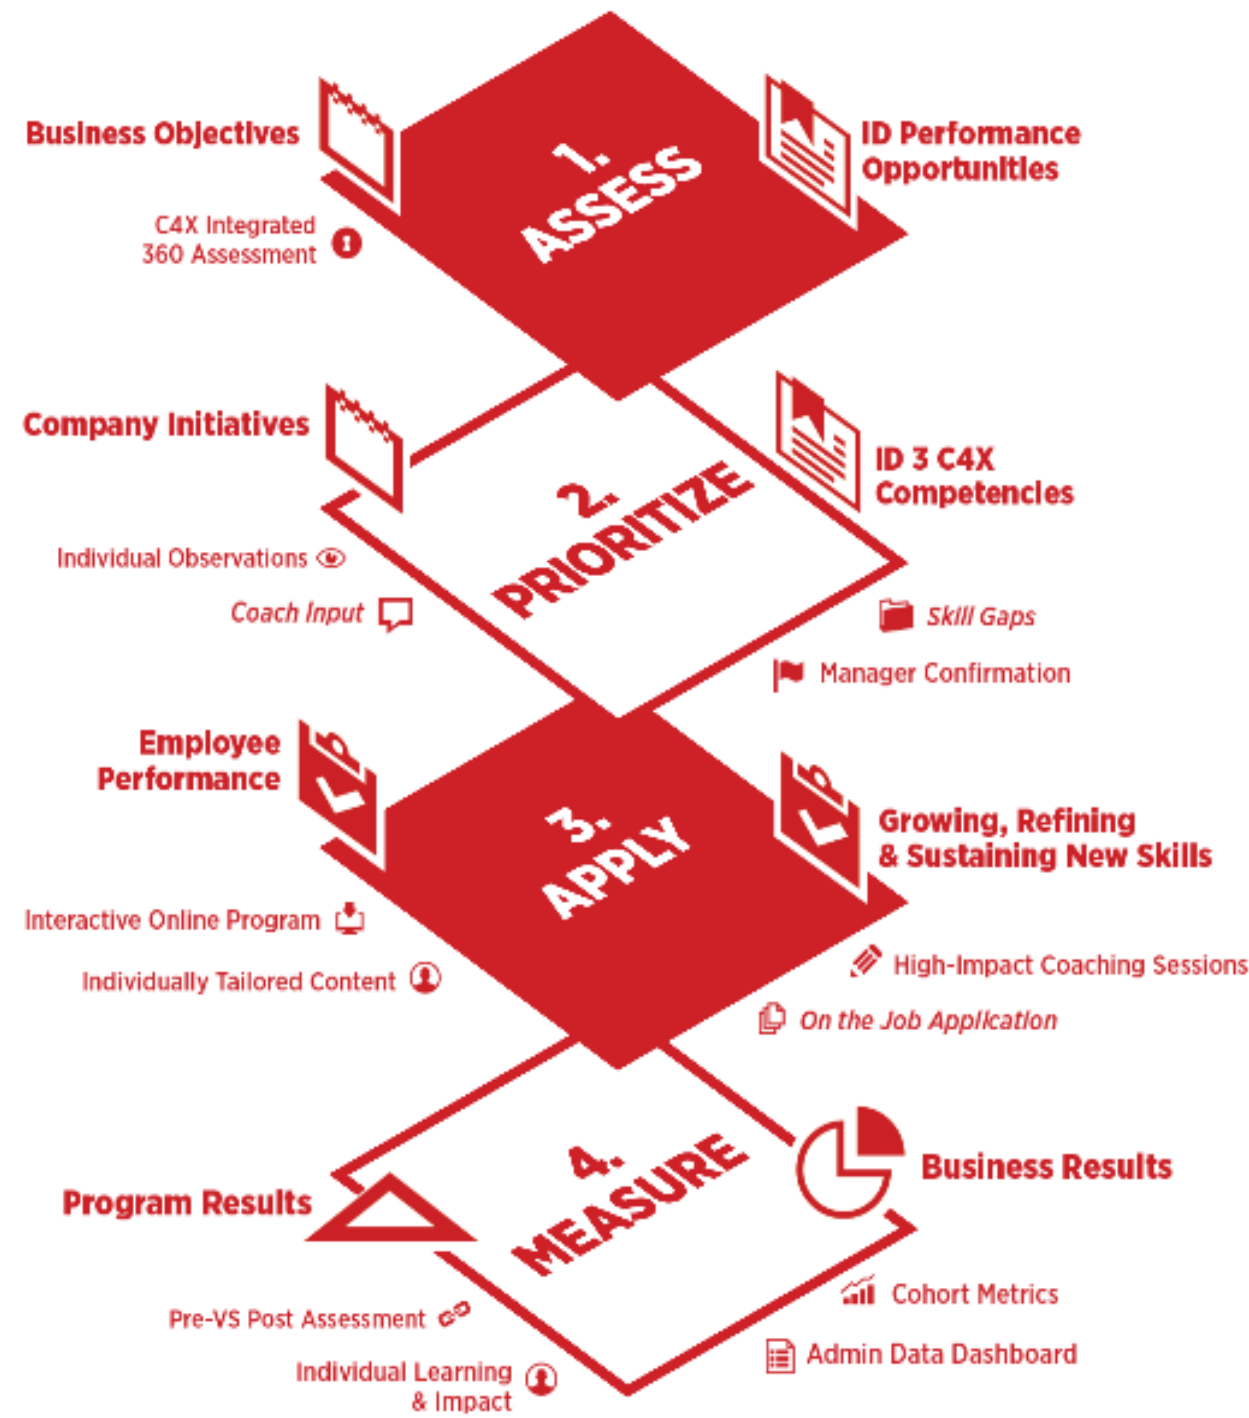 Business Objectives
1.
ASSESS
ID Performance
Opportunities
C4X Integrated
360 Assessment
Company Initiatives
2.
PRIORITIZE
ID 3 C4X
Competencies
Individual Observations
Coach Input
Skill Gaps
Manager Confirmation
Employee
Performance
3.
APPLY
Growing, Refining
& Sustaining New Skills
Interactive Online Program
Individually Tailored Content
High-Impact Coaching Sessions
On the Job Application
Program Results
4.
MEASURE
Business Results
Pre-VS Post Assessment
Individual Learning
& Impact
Cohort Metrics
Admin Data Dashboard